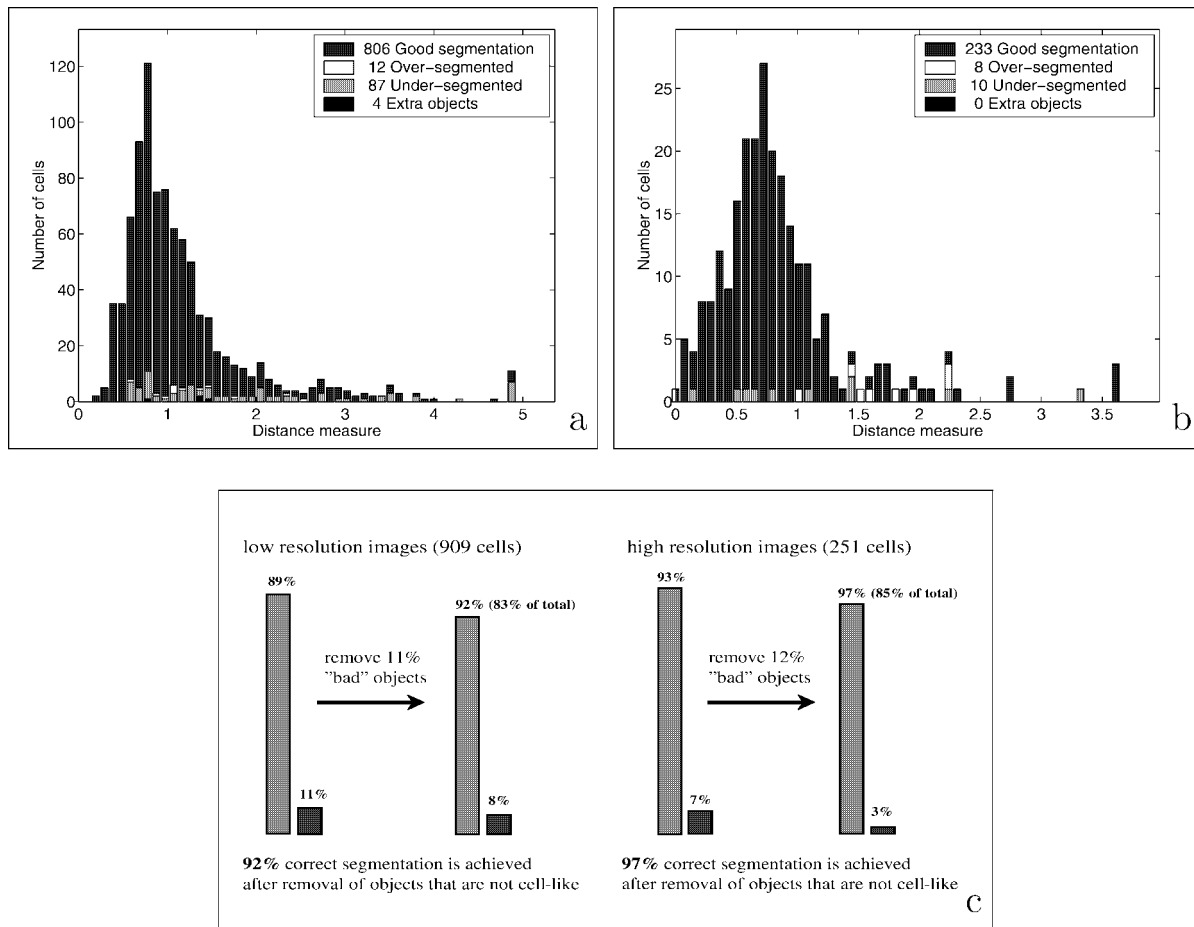 806 Good segmentation
12 Over-segmented
87 Under-segmented
4 Extra objects
120
100
80
60
40
20
0
Number of cells
0 1 2 3 4 5
Distance measure
a
233 Good segmentation
8 Over-segmented
10 Under-segmented
0 Extra objects
25
20
15
10
5
0
Number of cells
0 0.5 1 1.5 2 2.5 3 3.5
Distance measure
b
low resolution images (909 cells)
89%
92% (83% of total)
remove 11%
"bad" objects
11%
8%
92% correct segmentation is achieved
after removal of objects that are not cell-like
high resolution images (251 cells)
93%
97% (85% of total)
remove 12%
"bad" objects
7%
3%
97% correct segmentation is achieved
after removal of objects that are not cell-like
c